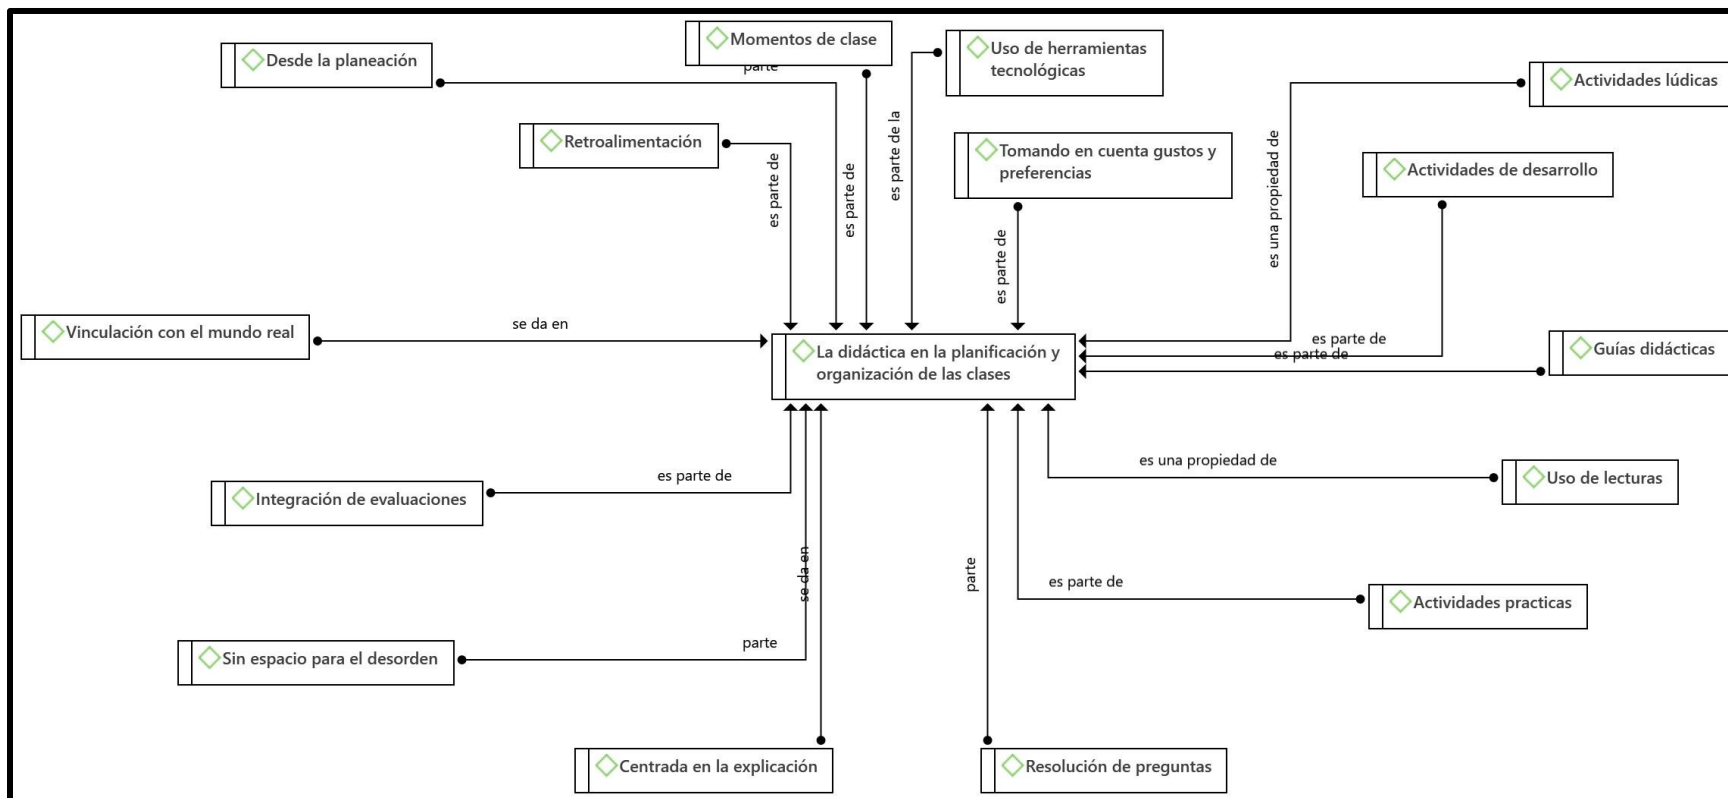 Momentos de clase
Desde la planeación
parte
Uso de herramientas
tecnológicas
Actividades lúdicas
Retroalimentación
es parte de
es parte de
es parte de la
Tomando en cuenta gustos y
preferencias
es una propiedad de
Actividades de desarrollo
es parte de
Vinculación con el mundo real
se da en
La didáctica en la planificación y
organización de las clases
es parte de
es parte de
Guías didácticas
Integración de evaluaciones
es parte de
es una propiedad de
Uso de lecturas
se da en
parte
es parte de
Actividades practicas
Sin espacio para el desorden
parte
Centrada en la explicación
Resolución de preguntas